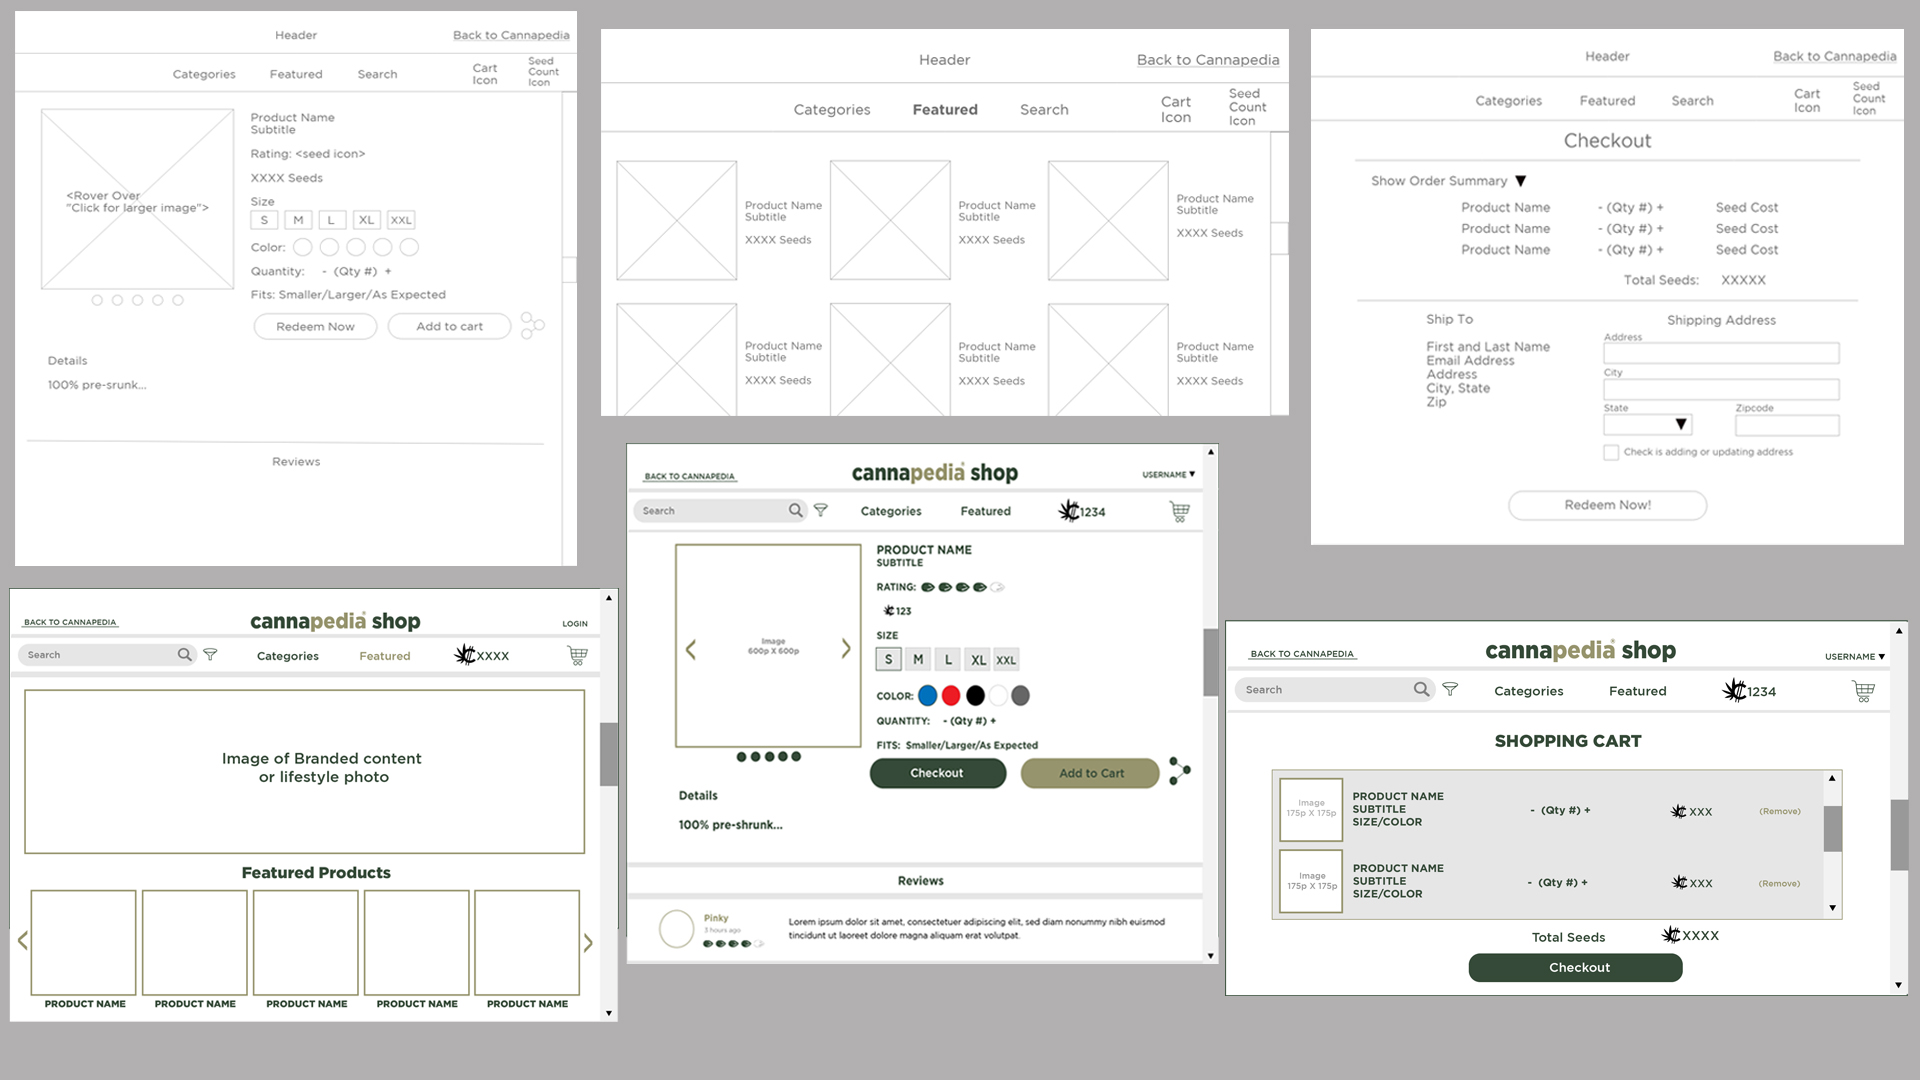 Header
Back to Cannapedia
Categories
Featured
Search
Cart
Icon
Seed
Count
Icon
<Rover Over
"Click for larger image">
Product Name
Subtitle
Rating: <seed icon>
XXXX Seeds
Size
S M L XL XXL
Color:
Quantity: - (Qty #) +
Fits: Smaller/Larger/As Expected
Redeem Now
Add to cart
Details
100% pre-srunk...
Reviews
Header
Back to Cannapedia
Categories
Featured
Search
Cart
Icon
Seed
Count
Icon
Product Name
Subtitle
XXXX Seeds
Product Name
Subtitle
XXXX Seeds
Product Name
Subtitle
XXXX Seeds
Product Name
Subtitle
XXXX Seeds
Product Name
Subtitle
XXXX Seeds
Product Name
Subtitle
XXXX Seeds
Header
Back to Cannapedia
Categories
Featured
Search
Cart
Icon
Seed
Count
Icon
Checkout
Show Order Summary
Product Name - (Qty #) + Seed Cost
Product Name - (Qty #) + Seed Cost
Product Name - (Qty #) + Seed Cost
Total Seeds: XXXXX
Ship To
First and Last Name
Email Address
Address
City, State
Zip
Shipping Address
Address
City
State
Zipcode
Check is adding or updating address
Redeem Now!
BACK TO CANNAPEDIA
cannapedia® shop
LOGIN
Search
Categories
Featured
XXXX
Image of Branded content
or lifestyle photo
Featured Products
PRODUCT NAME
PRODUCT NAME
PRODUCT NAME
PRODUCT NAME
PRODUCT NAME
BACK TO CANNAPEDIA
cannapedia® shop
USERNAME
Search
Categories
Featured
1234
Image
600p X 600p
PRODUCT NAME
SUBTITLE
RATING:
123
SIZE
S M L XL XXL
COLOR:
QUANTITY: - (Qty #) +
FITS: Smaller/Larger/As Expected
Checkout
Add to Cart
Details
100% pre-shrunk...
Reviews
Pinky
3 hours ago
Lorem ipsum dolor sit amet, consectetuer adipiscing elit, sed diam nonummy nibh euismod
tincidunt ut laoreet dolore magna aliquam erat volutpat.
BACK TO CANNAPEDIA
cannapedia® shop
USERNAME
Search
Categories
Featured
1234
SHOPPING CART
Image
175p X 175p
PRODUCT NAME
SUBTITLE
SIZE/COLOR
- (Qty #) +
XXX
(Remove)
Image
175p X 175p
PRODUCT NAME
SUBTITLE
SIZE/COLOR
- (Qty #) +
XXX
(Remove)
Total Seeds
XXXX
Checkout